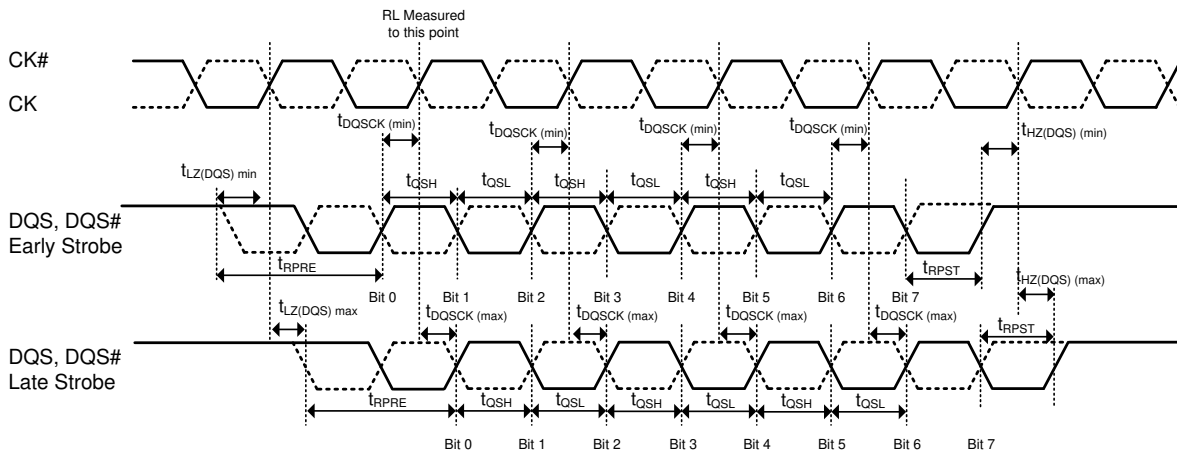 RL Measured
to this point
CK#
CK
tDQSCK (min) tDQSCK (min) tDQSCK (min) tDQSCK (min) tHZ(DQS) (min)
tLZ(DQS) min
tQSH tQSL tQSH tQSL tQSH tQSL
DQS, DQS#
Early Strobe
tRPRE tRPST tHZ(DQS) (max)
Bit 0 Bit 1 Bit 2 Bit 3 Bit 4 Bit 5 Bit 6 Bit 7
tLZ(DQS) max tDQSCK (max) tDQSCK (max) tDQSCK (max) tDQSCK (max) tRPST
DQS, DQS#
Late Strobe
tRPRE tQSH tQSL tQSH tQSL tQSH tQSL
Bit 0 Bit 1 Bit 2 Bit 3 Bit 4 Bit 5 Bit 6 Bit 7